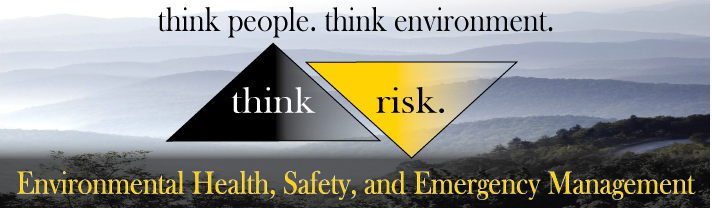 think people. think environment.
think risk.
Environmental Health, Safety, and Emergency Management